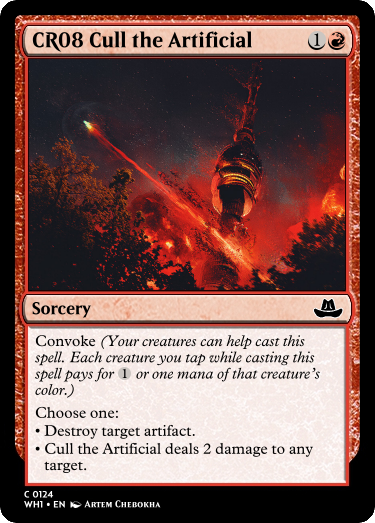 CR08 Cull the Artificial 1
Sorcery
Convoke (Your creatures can help cast this
spell. Each creature you tap while casting this
spell pays for 1 or one mana of that creature's
color.)
Choose one:
• Destroy target artifact.
• Cull the Artificial deals 2 damage to any
target.
C 0124
WH1 • EN Artem Chebokha